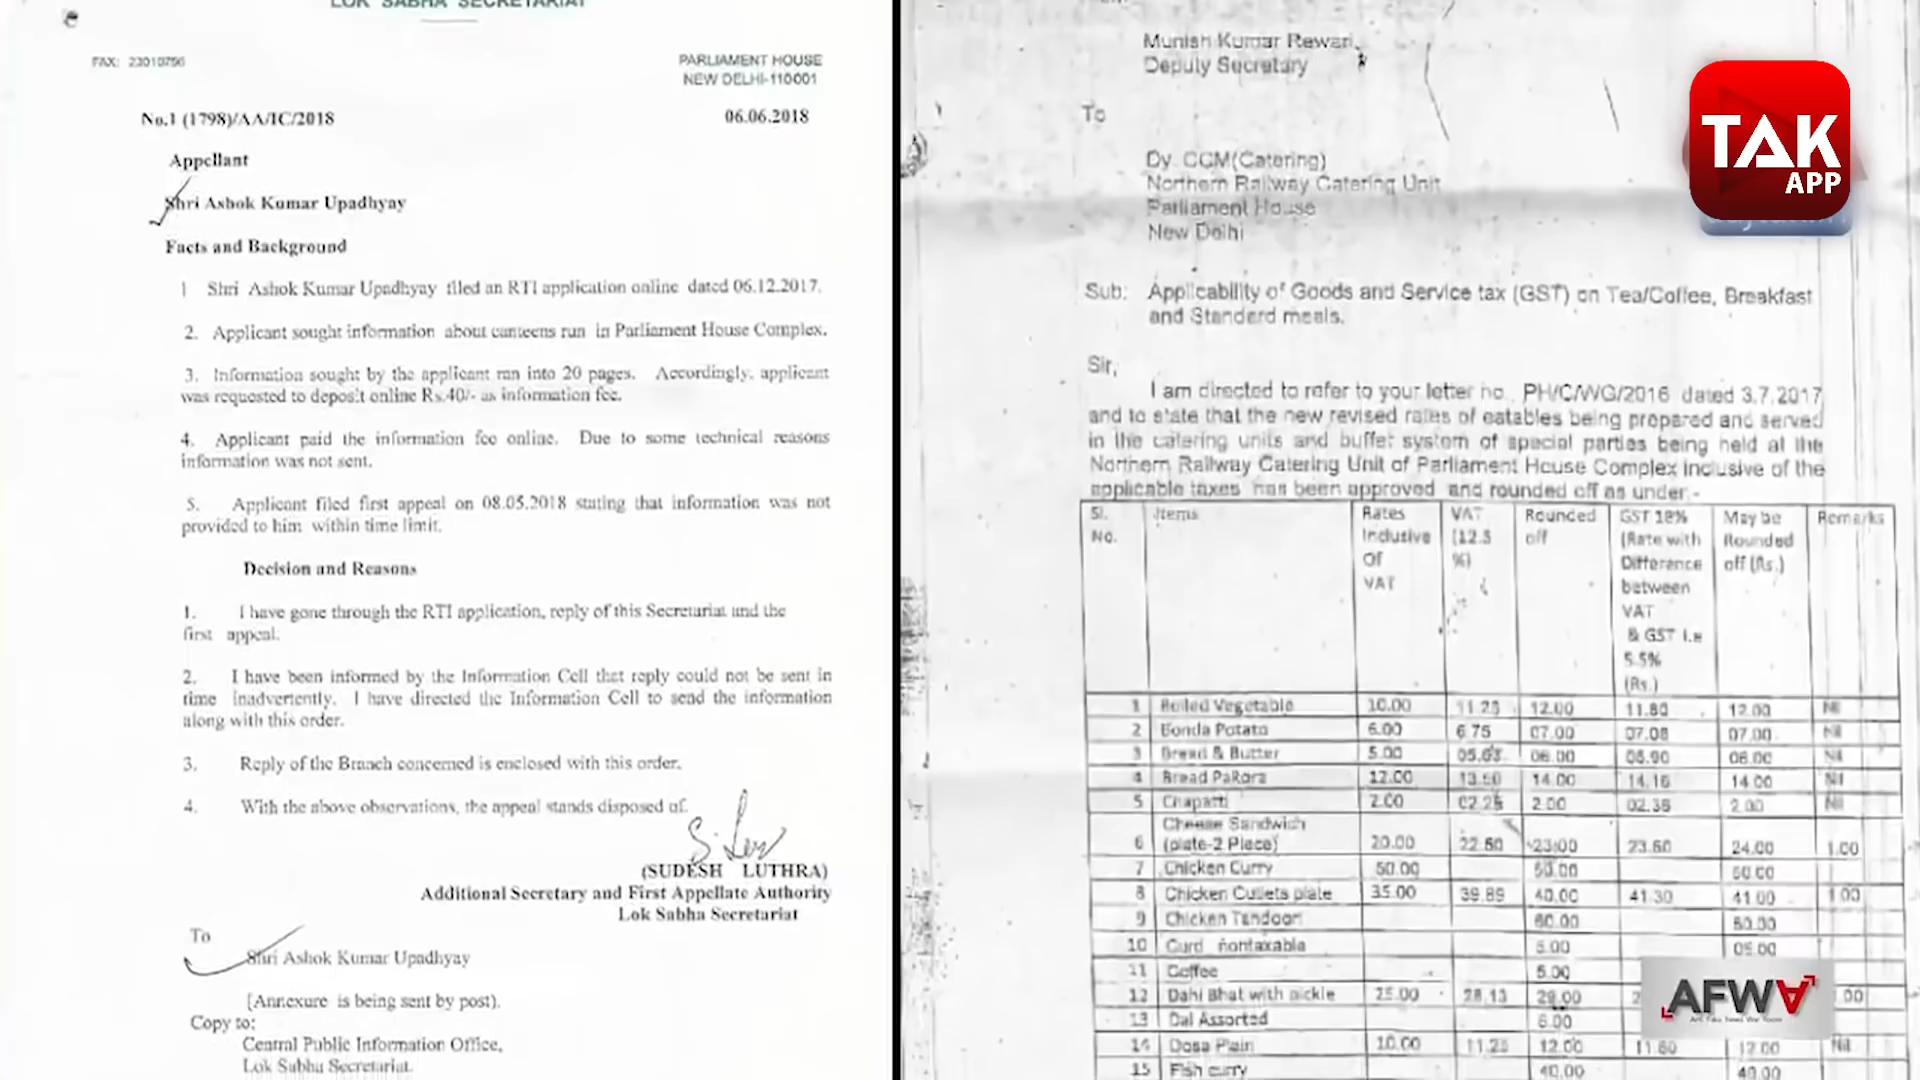 LOK SABHA SECRETARIAT
FAX: 23010756
PARLIAMENT HOUSE
NEW DELHI-110001
No.1 (1798)/AA/IC/2018
06.06.2018
Appellant
Shri Ashok Kumar Upadhyay
Facts and Background
1 Shri Ashok Kumar Upadhyay filed an RTI application online dated 06.12.2017.
2. Applicant sought information about canteens run in Parliament House Complex.
3. Information sought by the applicant ran into 20 pages. Accordingly, applicant
was requested to deposit online Rs.40/- as information fee.
4. Applicant paid the information fee online. Due to some technical reasons
information was not sent.
5. Applicant filed first appeal on 08.05.2018 stating that information was not
provided to him within time limit.
Decision and Reasons
1. I have gone through the RTI application, reply of this Secretariat and the
first appeal.
2. I have been informed by the Information Cell that reply could not be sent in
time inadvertently. I have directed the Information Cell to send the information
along with this order.
3. Reply of the Branch concerned is enclosed with this order.
4. With the above observations, the appeal stands disposed of.
(SUDESH LUTHRA)
Additional Secretary and First Appellate Authority
Lok Sabha Secretariat
To
Shri Ashok Kumar Upadhyay
(Annexure is being sent by post).
Copy to:
Central Public Information Office,
Lok Sabha Secretariat.
Munish Kumar Rewari,
Deputy Secretary
To
Dy. CCM(Catering)
Northern Railway Catering Unit
Parliament House
New Delhi
Sub: Applicability of Goods and Service tax (GST) on Tea/Coffee, Breakfast
and Standerd meals.
Sir,
I am directed to refer to your letter no. PH/C/WG/2016 dated 3.7.2017
and to state that the new revised rates of eatables being prepared and served
in the catering units and buffet system of special parties being held at the
Northern Railway Catering Unit of Parliament House Complex inclusive of the
applicable taxes has been approved and rounded off as under:-
Sl. No. Items Rates Inclusive Of VAT VAT (12.5 %) Rounded off GST 18% (Rate with Difference between VAT & GST i.e 5.5% (Rs.) May be Rounded off (Rs.) Remarks
1 Boiled Vegetable 10.00 11.25 12.00 11.80 12.00 Nil
2 Bonda Potato 6.00 6.75 07.00 07.08 07.00 Nil
3 Bread & Butter 5.00 05.63 06.00 05.90 06.00 Nil
4 Bread Pakora 12.00 13.50 14.00 14.16 14.00 Nil
5 Chapatti 2.00 02.25 2.00 02.36 2.00 Nil
6 Cheese Sandwich (plate-2 Piece) 20.00 22.50 23.00 23.60 24.00 1.00
7 Chicken Curry 50.00 50.00 50.00
8 Chicken Cutlets plate 35.00 39.89 40.00 41.30 41.00 1.00
9 Chicken Tandoori 60.00 60.00
10 Curd nontaxable 5.00 05.00
11 Coffee 5.00
12 Dahi Bhat with pickle 25.00 28.13 29.00
13 Dal Assorted 6.00
14 Dosa Plain 10.00 11.25 12.00 11.80 12.00 Nil
15 Fish curry 40.00 40.00
TAK
APP
AFWA